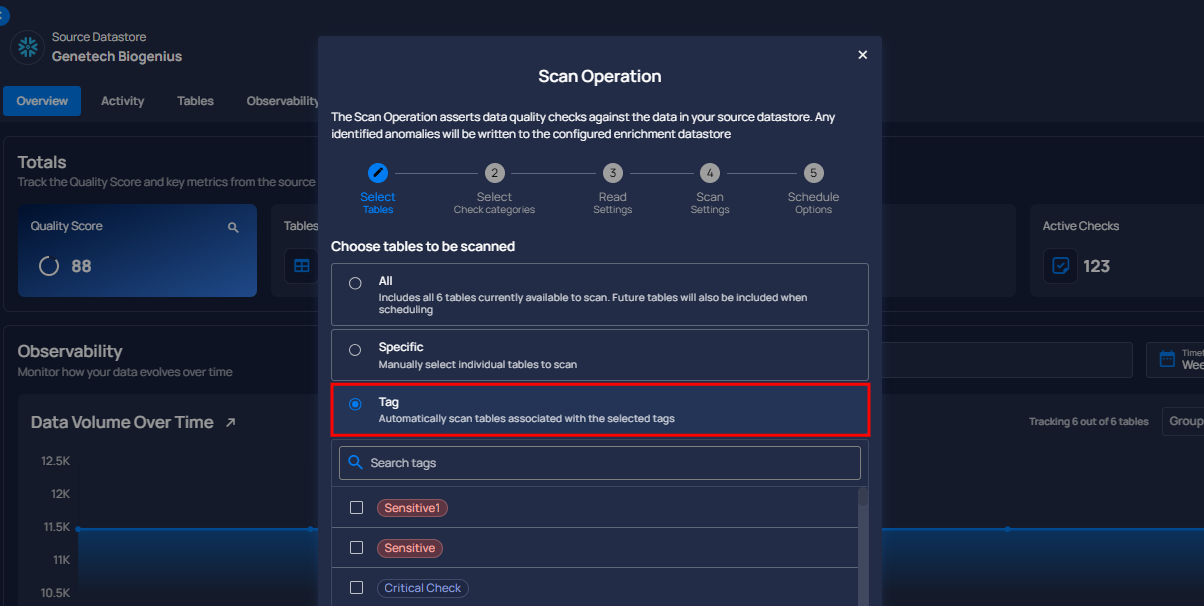 Source Datastore
Genetech Biogenius
Overview
Activity
Tables
Observability
Totals
Track the Quality Score and key metrics from the source
Quality Score
88
Tables
Active Checks
123
Observability
Monitor how your data evolves over time
Data Volume Over Time
Tracking 6 out of 6 tables
Group
12.5K
12K
11.5K
11K
10.5K
Scan Operation
The Scan Operation asserts data quality checks against the data in your source datastore. Any
identified anomalies will be written to the configured enrichment datastore
Select
Tables
2
Select
Check categories
3
Read
Settings
4
Scan
Settings
5
Schedule
Options
Choose tables to be scanned
All
Includes all 6 tables currently available to scan. Future tables will also be included when
scheduling
Specific
Manually select individual tables to scan
Tag
Automatically scan tables associated with the selected tags
Search tags
Sensitive1
Sensitive
Critical Check